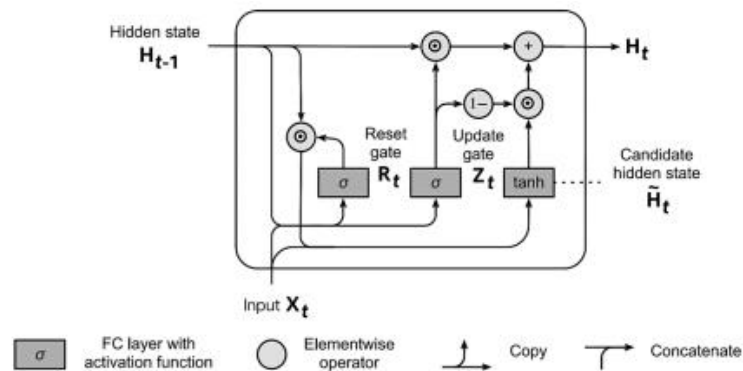 Hidden state
H_{t-1}
H_t
+
1−
Reset
gate
R_t
Update
gate
Z_t
σ
σ
tanh
Candidate
hidden state
H̃_t
Input X_t
σ
FC layer with
activation function
Elementwise
operator
Copy
Concatenate